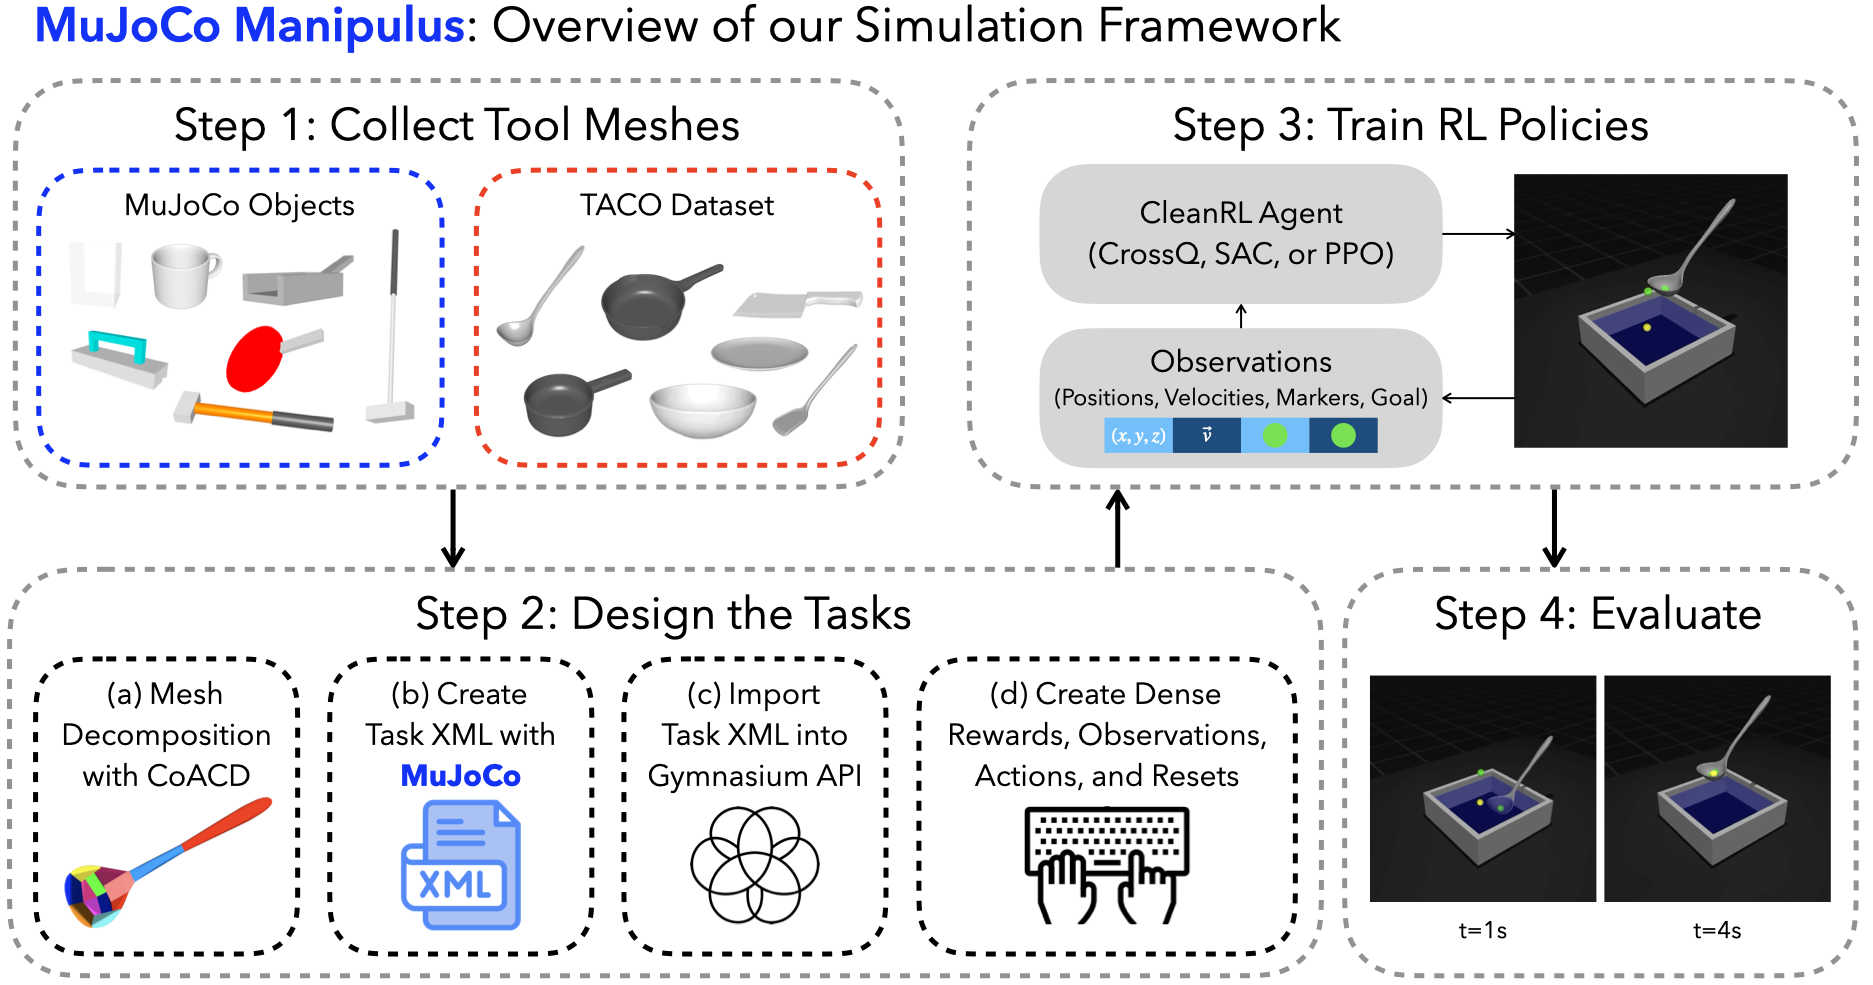 MuJoCo Manipulus: Overview of our Simulation Framework
Step 1: Collect Tool Meshes
MuJoCo Objects
TACO Dataset
Step 2: Design the Tasks
(a) Mesh
Decomposition
with CoACD
(b) Create
Task XML with
MuJoCo
XML
(c) Import
Task XML into
Gymnasium API
(d) Create Dense
Rewards, Observations,
Actions, and Resets
Step 3: Train RL Policies
CleanRL Agent
(CrossQ, SAC, or PPO)
Observations
(Positions, Velocities, Markers, Goal)
(x, y, z)
v⃗
Step 4: Evaluate
t=1s
t=4s